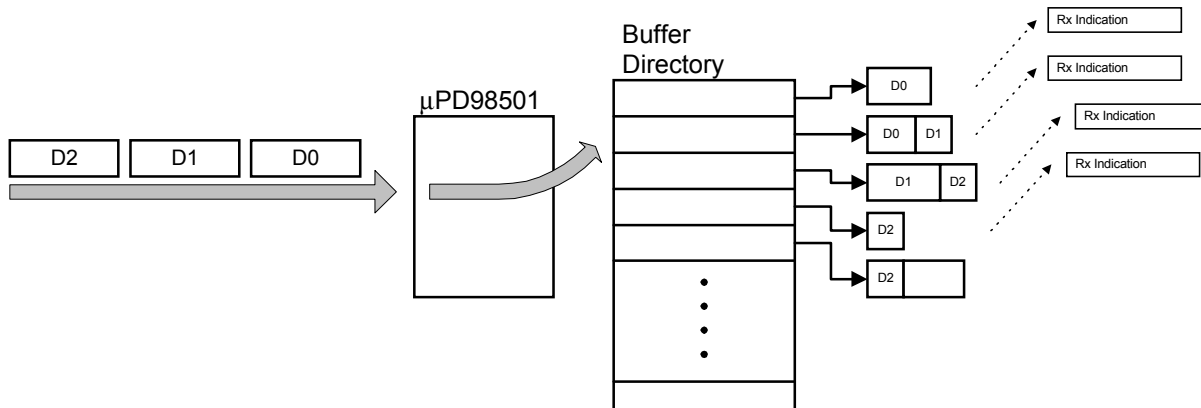 Rx Indication
Buffer
Directory
Rx Indication
D0
μPD98501
Rx Indication
D0 D1
D2 D1 D0
Rx Indication
D1 D2
D2
D2